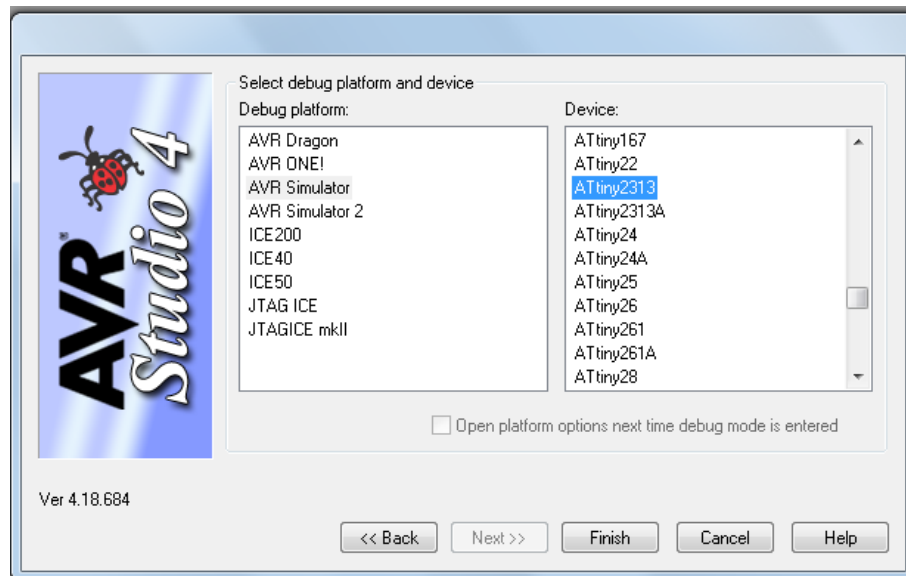 AVR® Studio 4
Select debug platform and device
Debug platform:
AVR Dragon
AVR ONE!
AVR Simulator
AVR Simulator 2
ICE200
ICE40
ICE50
JTAG ICE
JTAGICE mkII
Device:
ATtiny167
ATtiny22
ATtiny2313
ATtiny2313A
ATtiny24
ATtiny24A
ATtiny25
ATtiny26
ATtiny261
ATtiny261A
ATtiny28
Open platform options next time debug mode is entered
Ver 4.18.684
<< Back
Next >>
Finish
Cancel
Help